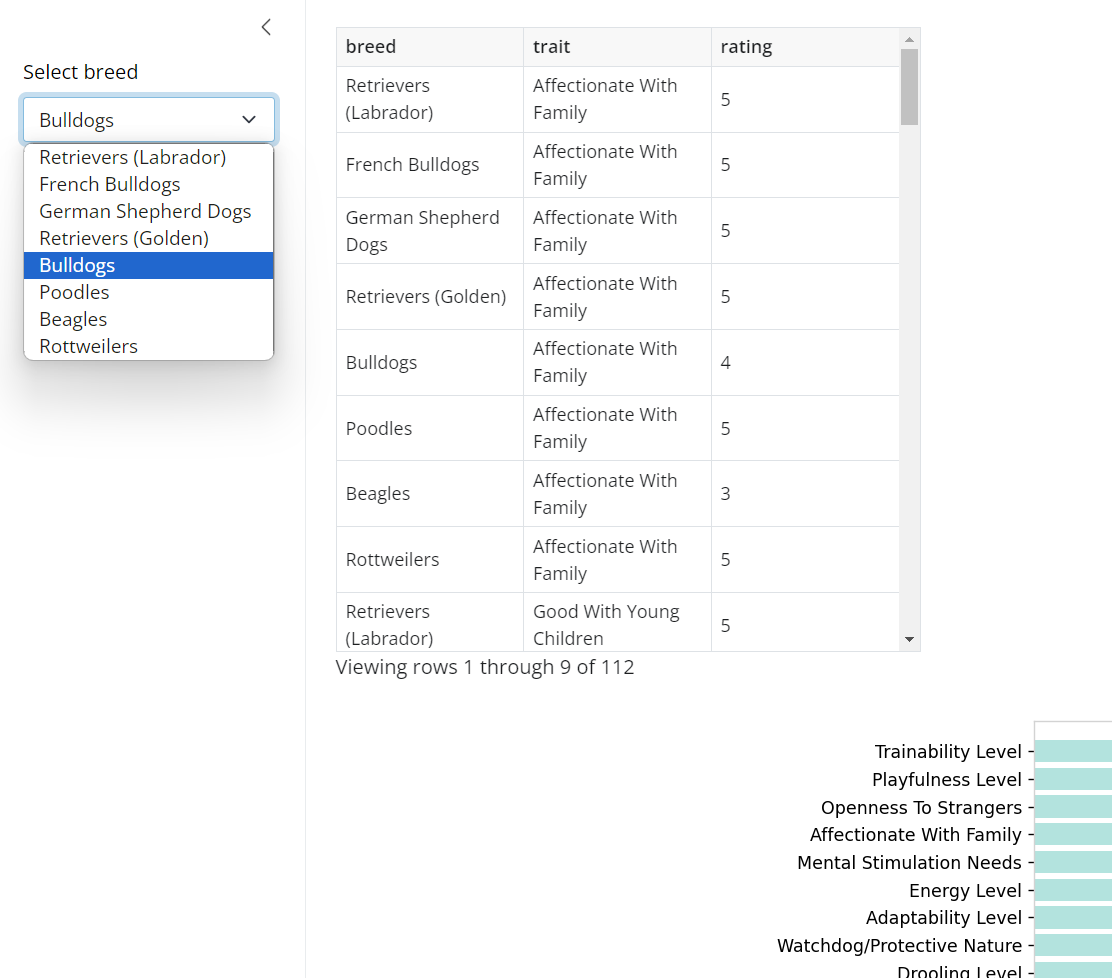 Select breed
Bulldogs
Retrievers (Labrador)
French Bulldogs
German Shepherd Dogs
Retrievers (Golden)
Bulldogs
Poodles
Beagles
Rottweilers
breed trait rating
Retrievers (Labrador) Affectionate With Family 5
French Bulldogs Affectionate With Family 5
German Shepherd Dogs Affectionate With Family 5
Retrievers (Golden) Affectionate With Family 5
Bulldogs Affectionate With Family 4
Poodles Affectionate With Family 5
Beagles Affectionate With Family 3
Rottweilers Affectionate With Family 5
Retrievers (Labrador) Good With Young Children 5
Viewing rows 1 through 9 of 112
Trainability Level
Playfulness Level
Openness To Strangers
Affectionate With Family
Mental Stimulation Needs
Energy Level
Adaptability Level
Watchdog/Protective Nature
Drooling Level